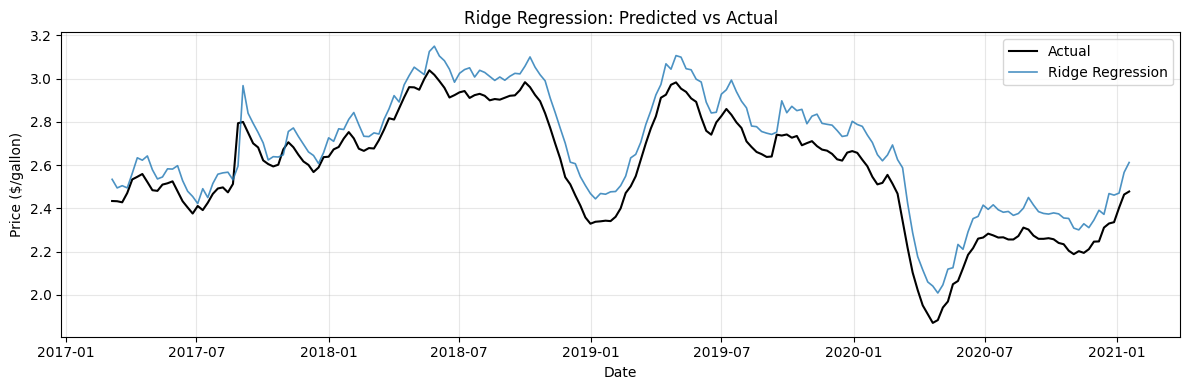 Ridge Regression: Predicted vs Actual
Actual
Ridge Regression
Price ($/gallon)
3.2
3.0
2.8
2.6
2.4
2.2
2.0
2017-01 2017-07 2018-01 2018-07 2019-01 2019-07 2020-01 2020-07 2021-01
Date